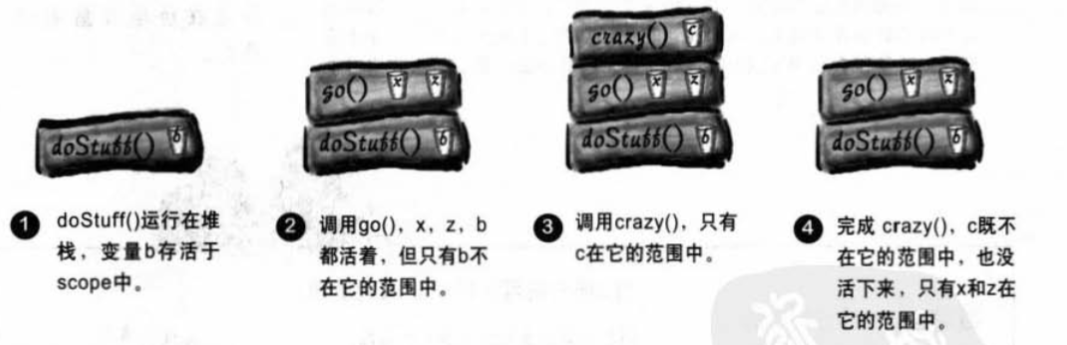 doStuff() b
go() x z
doStuff() b
crazy() c
go() x z
doStuff() b
go() x z
doStuff() b
1 doStuff()运行在堆
栈，变量b存活于
scope中。
2 调用go()，x，z，b
都活着，但只有b不
在它的范围中。
3 调用crazy()，只有
c在它的范围中。
4 完成 crazy()，c既不
在它的范围中，也没
活下来，只有x和z在
它的范围中。